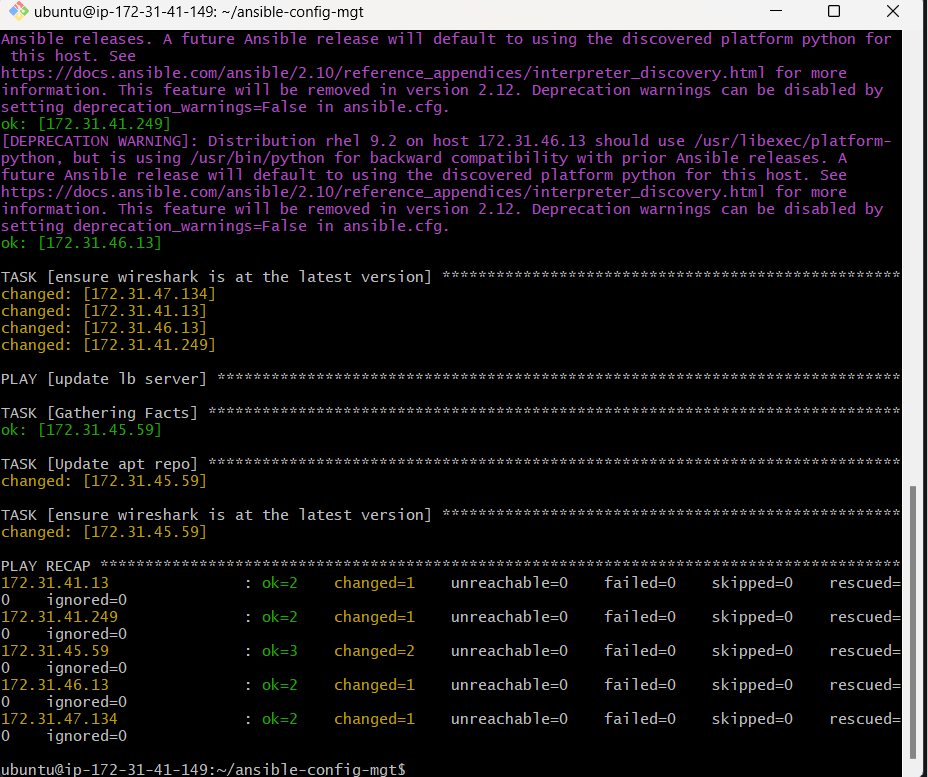 ubuntu@ip-172-31-41-149: ~/ansible-config-mgt
Ansible releases. A future Ansible release will default to using the discovered platform python for
 this host. See
https://docs.ansible.com/ansible/2.10/reference_appendices/interpreter_discovery.html for more
information. This feature will be removed in version 2.12. Deprecation warnings can be disabled by
setting deprecation_warnings=False in ansible.cfg.
ok: [172.31.41.249]
[DEPRECATION WARNING]: Distribution rhel 9.2 on host 172.31.46.13 should use /usr/libexec/platform-
python, but is using /usr/bin/python for backward compatibility with prior Ansible releases. A
future Ansible release will default to using the discovered platform python for this host. See
https://docs.ansible.com/ansible/2.10/reference_appendices/interpreter_discovery.html for more
information. This feature will be removed in version 2.12. Deprecation warnings can be disabled by
setting deprecation_warnings=False in ansible.cfg.
ok: [172.31.46.13]
TASK [ensure wireshark is at the latest version] ***************************************************
changed: [172.31.47.134]
changed: [172.31.41.13]
changed: [172.31.46.13]
changed: [172.31.41.249]
PLAY [update lb server] ****************************************************************************
TASK [Gathering Facts] *****************************************************************************
ok: [172.31.45.59]
TASK [Update apt repo] *****************************************************************************
changed: [172.31.45.59]
TASK [ensure wireshark is at the latest version] ***************************************************
changed: [172.31.45.59]
PLAY RECAP *****************************************************************************************
172.31.41.13               : ok=2    changed=1    unreachable=0    failed=0    skipped=0    rescued=
0    ignored=0
172.31.41.249              : ok=2    changed=1    unreachable=0    failed=0    skipped=0    rescued=
0    ignored=0
172.31.45.59               : ok=3    changed=2    unreachable=0    failed=0    skipped=0    rescued=
0    ignored=0
172.31.46.13               : ok=2    changed=1    unreachable=0    failed=0    skipped=0    rescued=
0    ignored=0
172.31.47.134              : ok=2    changed=1    unreachable=0    failed=0    skipped=0    rescued=
0    ignored=0
ubuntu@ip-172-31-41-149:~/ansible-config-mgt$